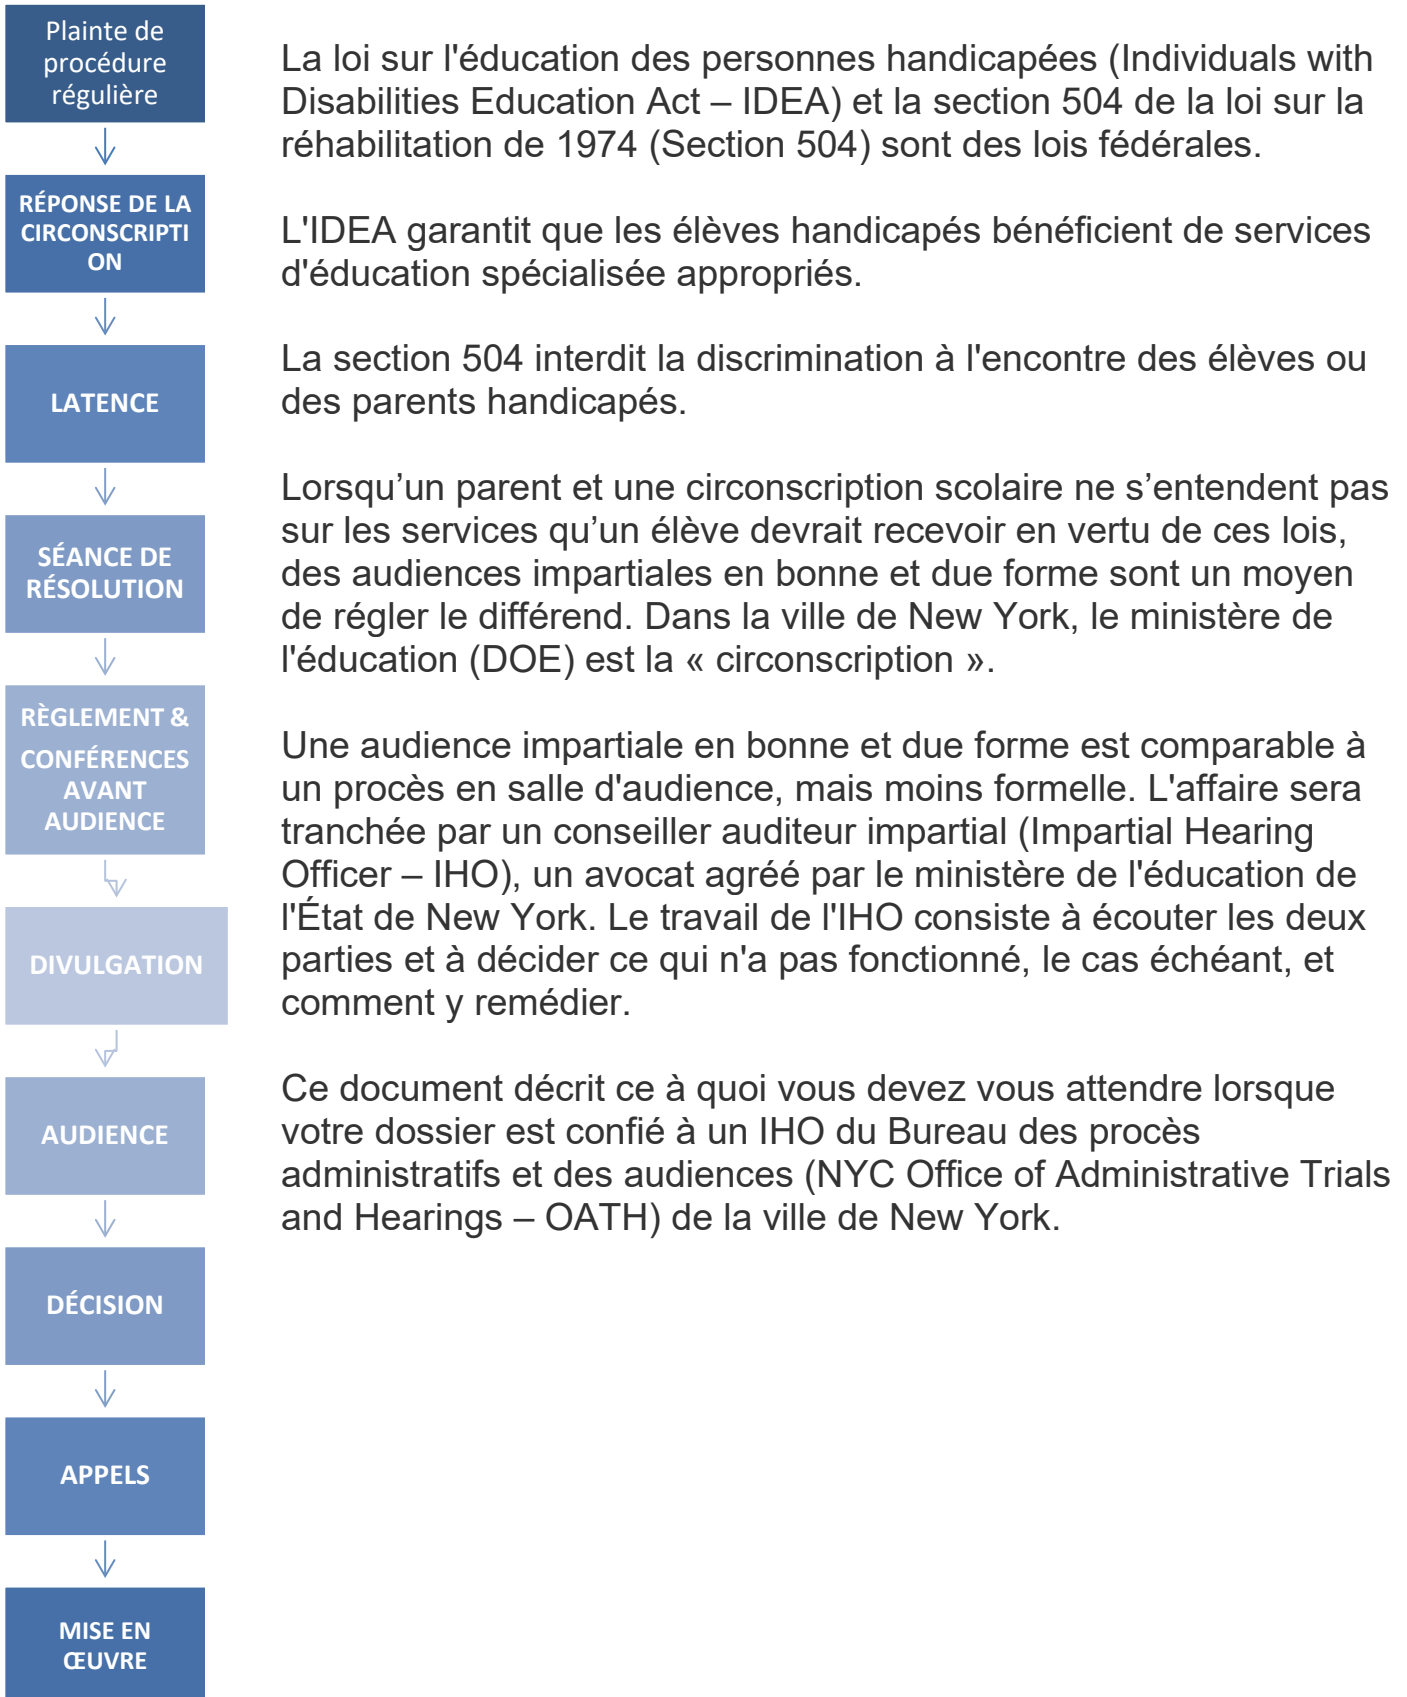 Plainte de
procédure
régulière
RÉPONSE DE LA
CIRCONSCRIPTI
ON
LATENCE
SÉANCE DE
RÉSOLUTION
RÈGLEMENT &
CONFÉRENCES
AVANT
AUDIENCE
DIVULGATION
AUDIENCE
DÉCISION
APPELS
MISE EN
ŒUVRE
La loi sur l'éducation des personnes handicapées (Individuals with
Disabilities Education Act – IDEA) et la section 504 de la loi sur la
réhabilitation de 1974 (Section 504) sont des lois fédérales.
L'IDEA garantit que les élèves handicapés bénéficient de services
d'éducation spécialisée appropriés.
La section 504 interdit la discrimination à l'encontre des élèves ou
des parents handicapés.
Lorsqu’un parent et une circonscription scolaire ne s’entendent pas
sur les services qu’un élève devrait recevoir en vertu de ces lois,
des audiences impartiales en bonne et due forme sont un moyen
de régler le différend. Dans la ville de New York, le ministère de
l'éducation (DOE) est la « circonscription ».
Une audience impartiale en bonne et due forme est comparable à
un procès en salle d'audience, mais moins formelle. L'affaire sera
tranchée par un conseiller auditeur impartial (Impartial Hearing
Officer – IHO), un avocat agréé par le ministère de l'éducation de
l'État de New York. Le travail de l'IHO consiste à écouter les deux
parties et à décider ce qui n'a pas fonctionné, le cas échéant, et
comment y remédier.
Ce document décrit ce à quoi vous devez vous attendre lorsque
votre dossier est confié à un IHO du Bureau des procès
administratifs et des audiences (NYC Office of Administrative Trials
and Hearings – OATH) de la ville de New York.